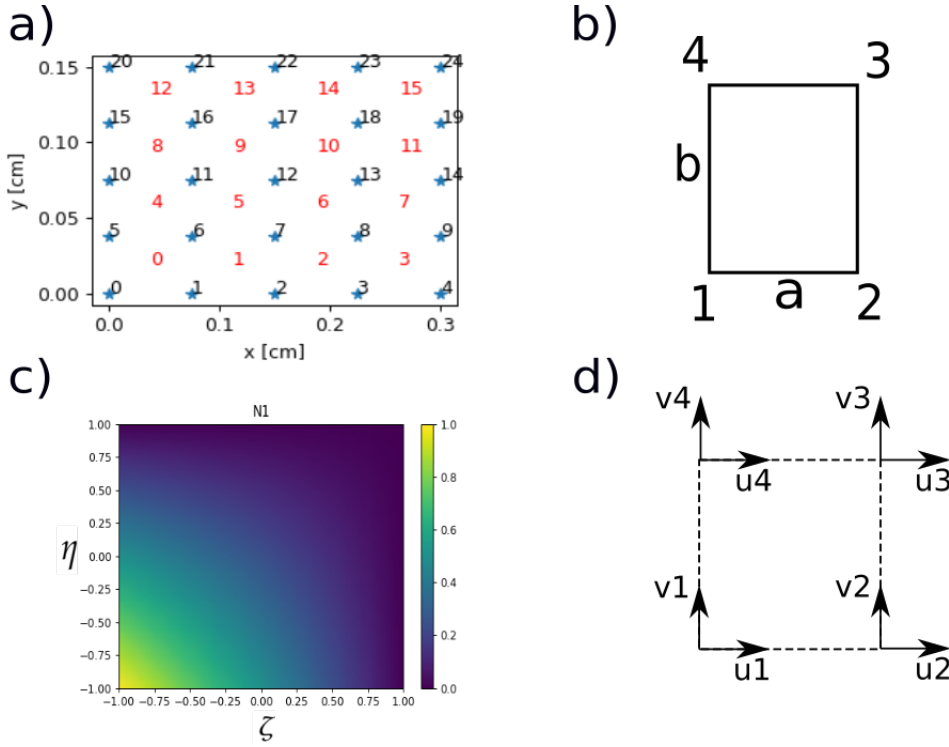 a)
0.15
0.10
0.05
0.00
y [cm]
20 21 22 23 24
12 13 14 15
15 16 17 18 19
8 9 10 11
10 11 12 13 14
4 5 6 7
5 6 7 8 9
0 1 2 3
0 1 2 3 4
0.0 0.1 0.2 0.3
x [cm]
b)
4 3
b
1 a 2
c)
N1
1.00
0.75
0.50
0.25
0.00
−0.25
−0.50
−0.75
−1.00
η
−1.00 −0.75 −0.50 −0.25 0.00 0.25 0.50 0.75 1.00
ζ
1.0
0.8
0.6
0.4
0.2
0.0
d)
v4 v3
u4 u3
v1 v2
u1 u2